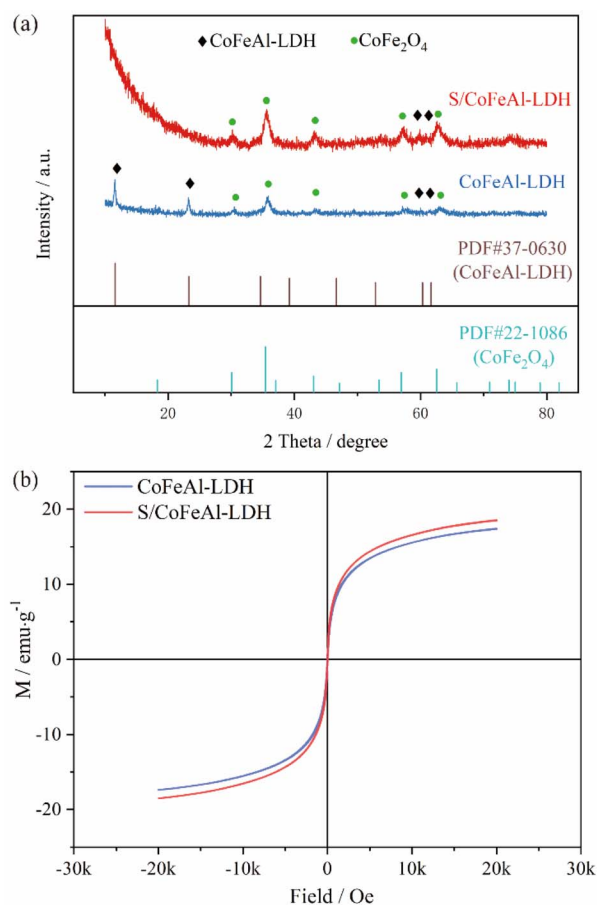 (a)
◆ CoFeAl-LDH ● CoFe₂O₄
S/CoFeAl-LDH
CoFeAl-LDH
PDF#37-0630
(CoFeAl-LDH)
PDF#22-1086
(CoFe₂O₄)
Intensity / a.u.
20 40 60 80
2 Theta / degree
(b)
CoFeAl-LDH
S/CoFeAl-LDH
M / emu·g⁻¹
20
10
0
-10
-20
-30k -20k -10k 0 10k 20k 30k
Field / Oe